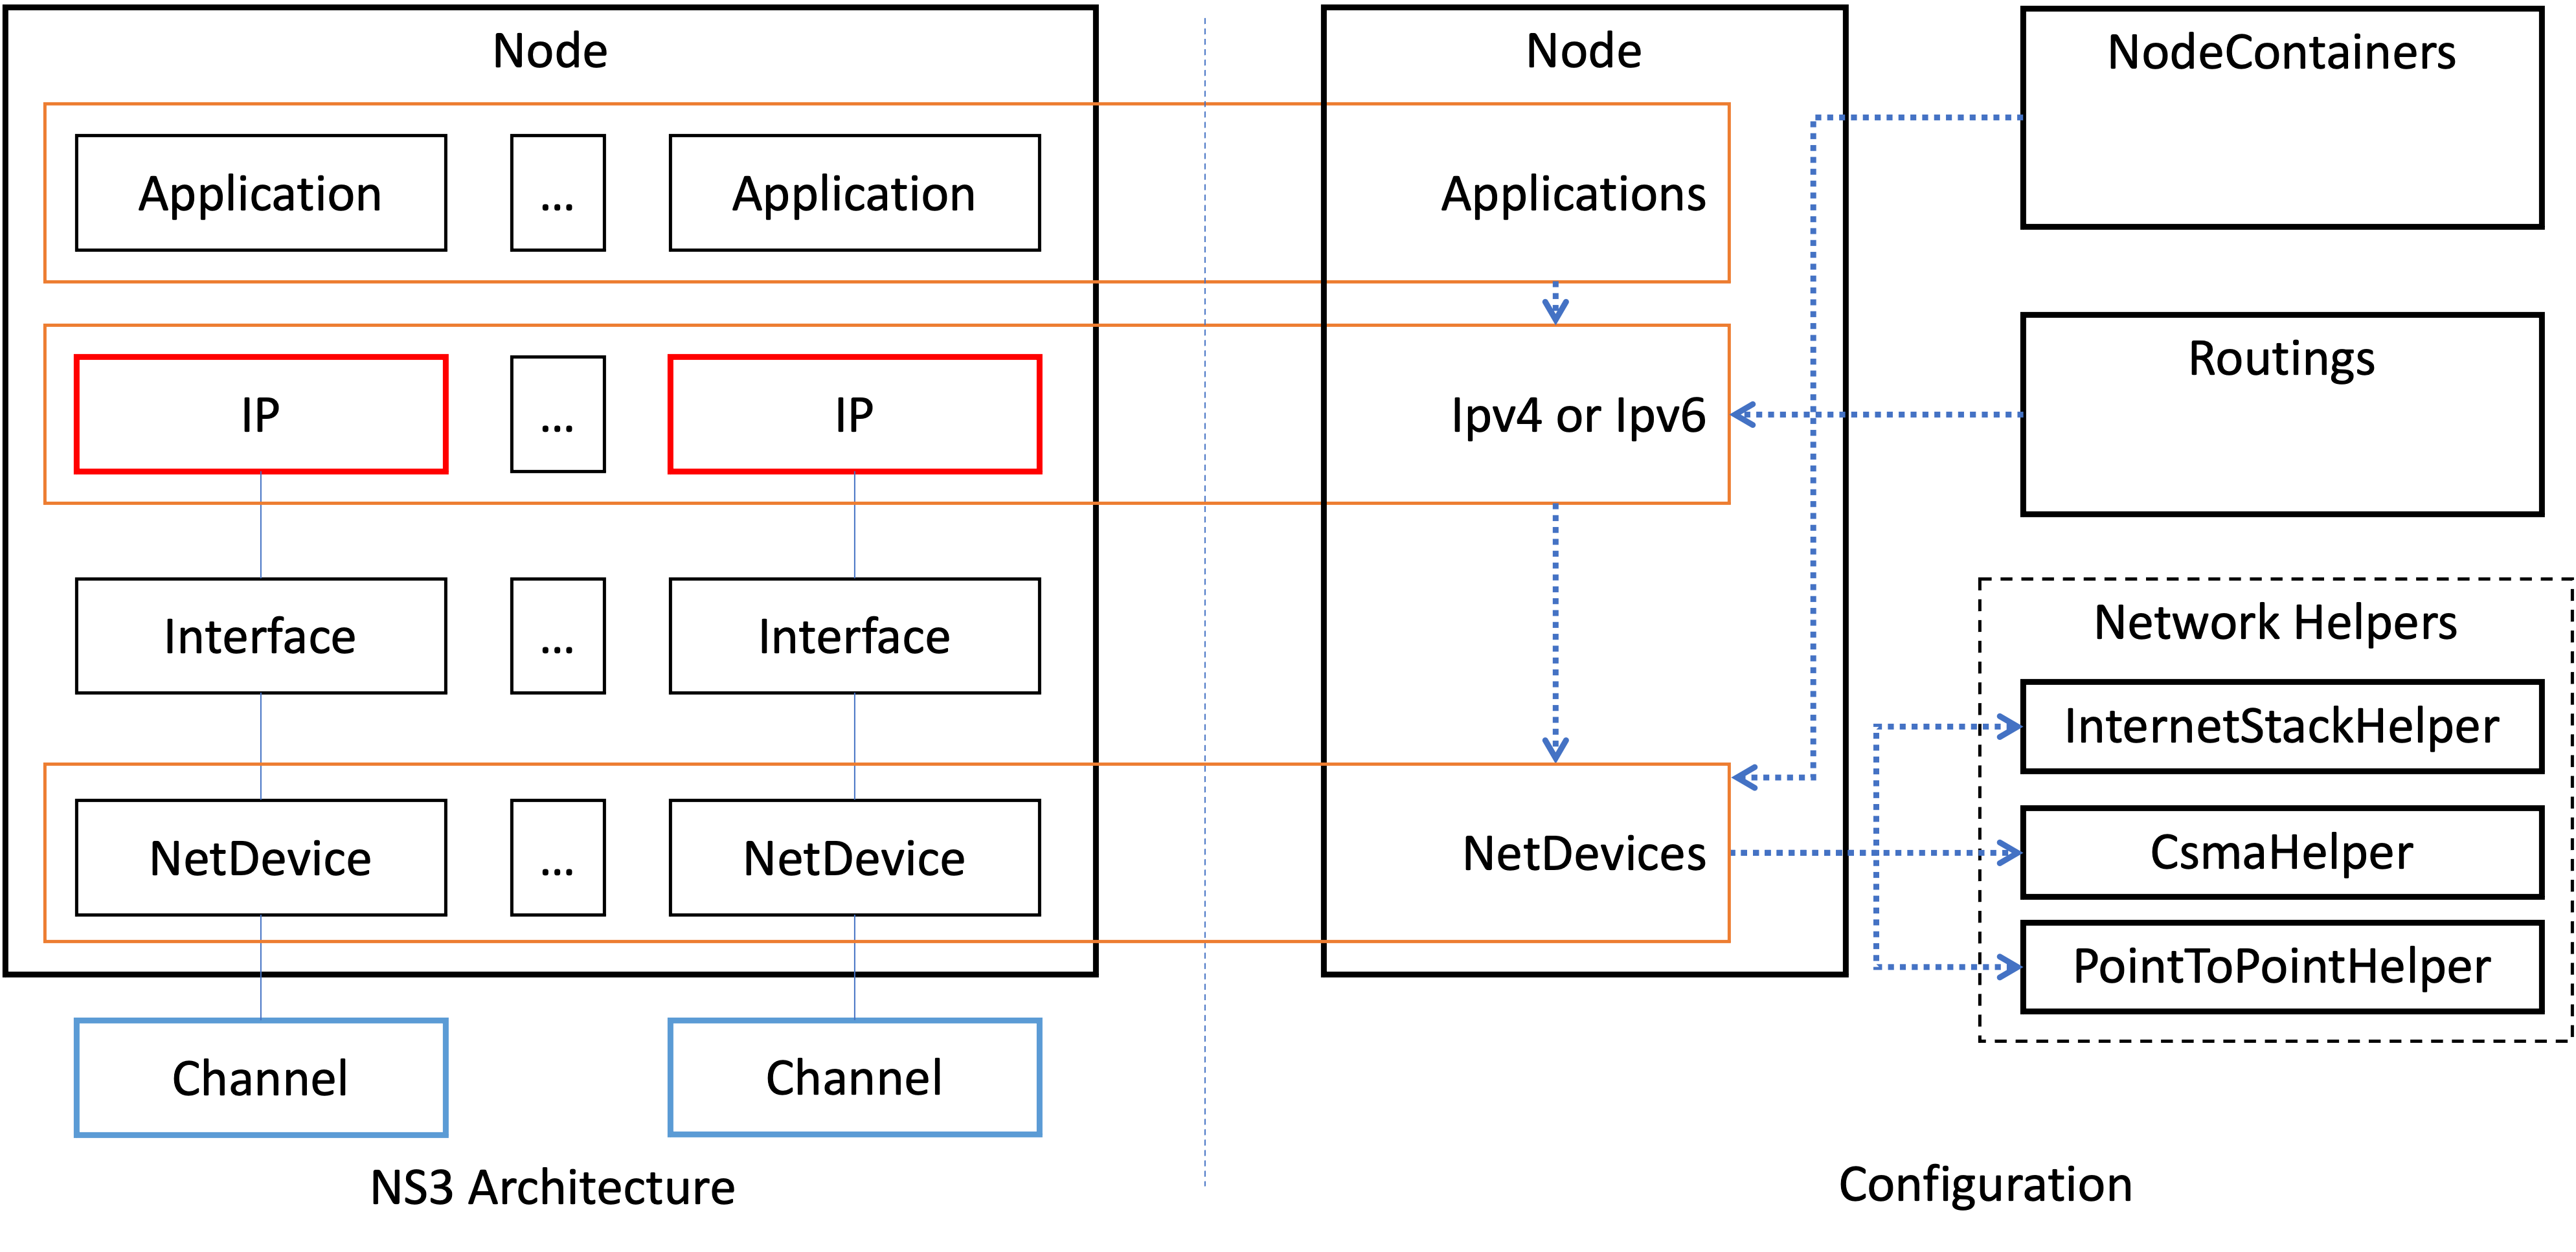 Node
Application
...
Application
IP
...
IP
Interface
...
Interface
NetDevice
...
NetDevice
Channel
Channel
NS3 Architecture
Node
Applications
Ipv4 or Ipv6
NetDevices
NodeContainers
Routings
Network Helpers
InternetStackHelper
CsmaHelper
PointToPointHelper
Configuration